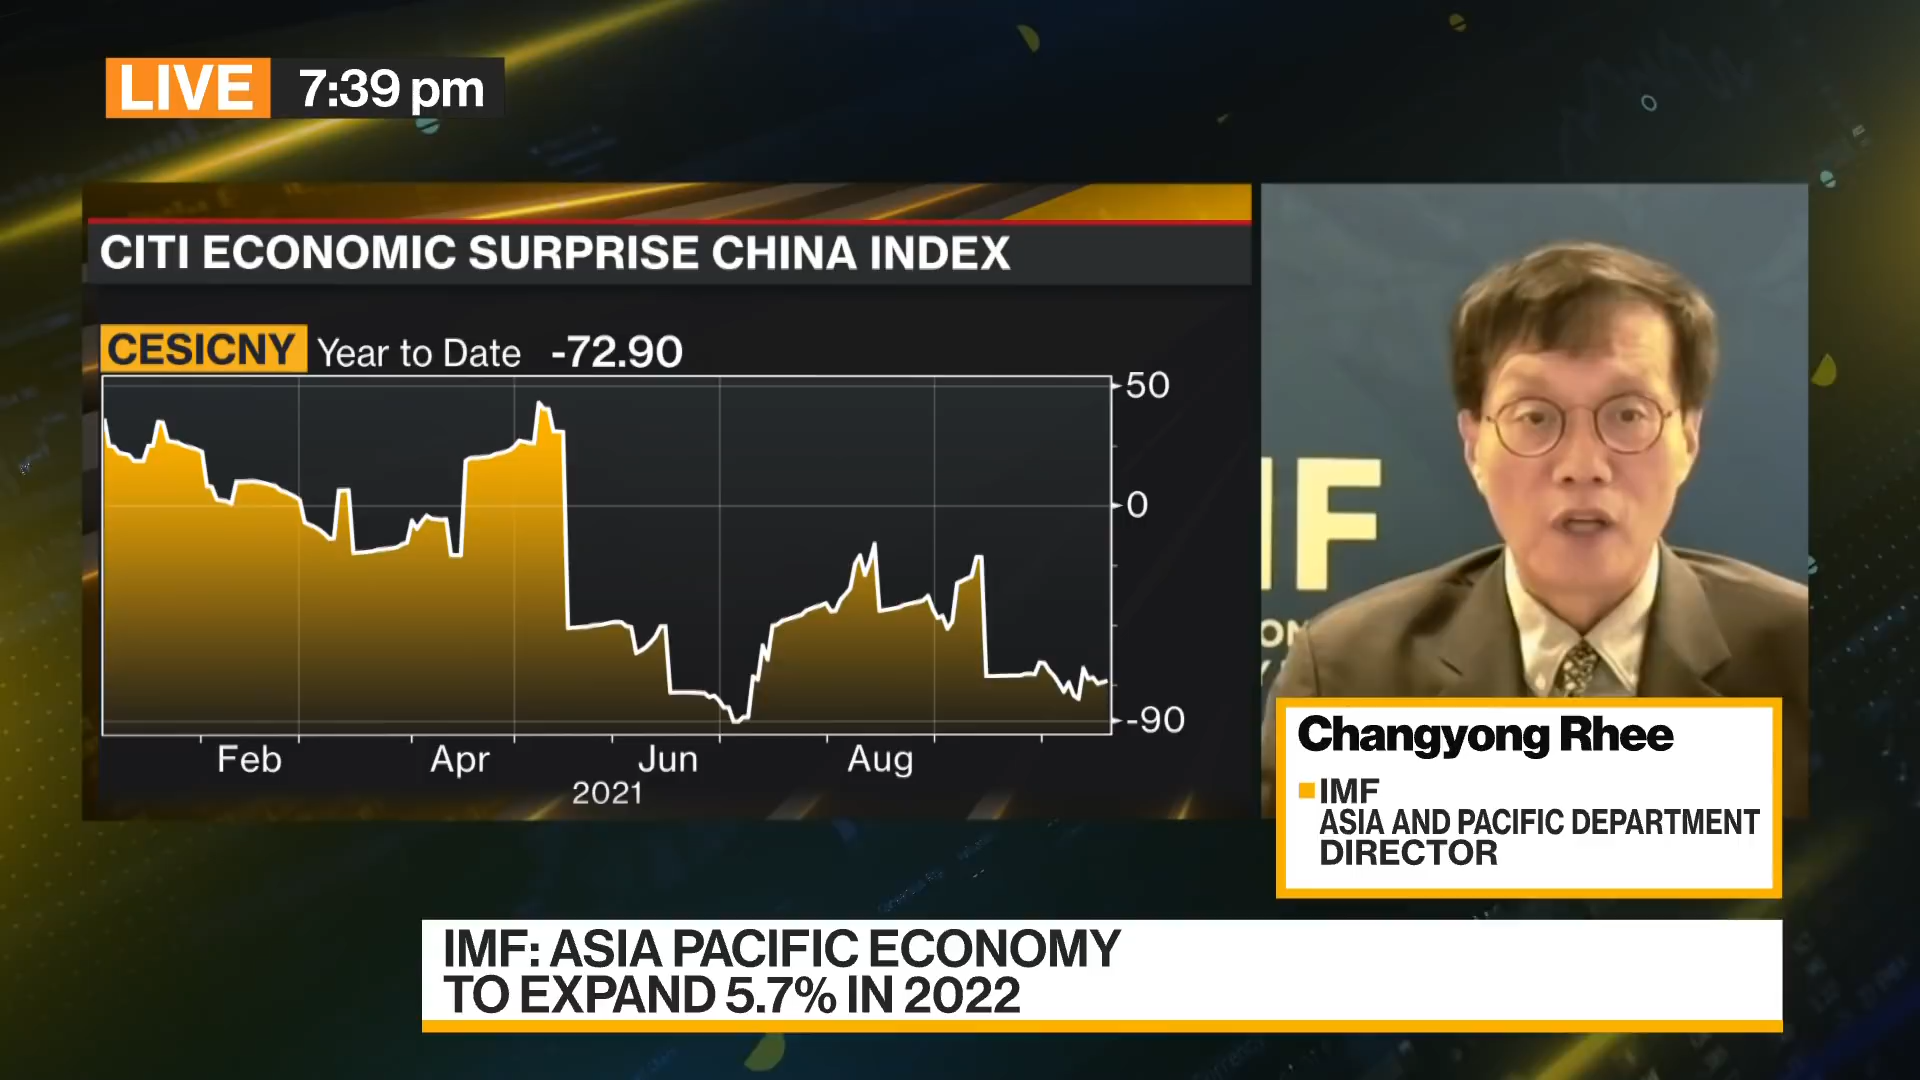 LIVE 7:39 pm
CITI ECONOMIC SURPRISE CHINA INDEX
CESICNY Year to Date -72.90
50
0
-90
Feb Apr Jun Aug
2021
IMF
Changyong Rhee
IMF
ASIA AND PACIFIC DEPARTMENT
DIRECTOR
IMF: ASIA PACIFIC ECONOMY
TO EXPAND 5.7% IN 2022